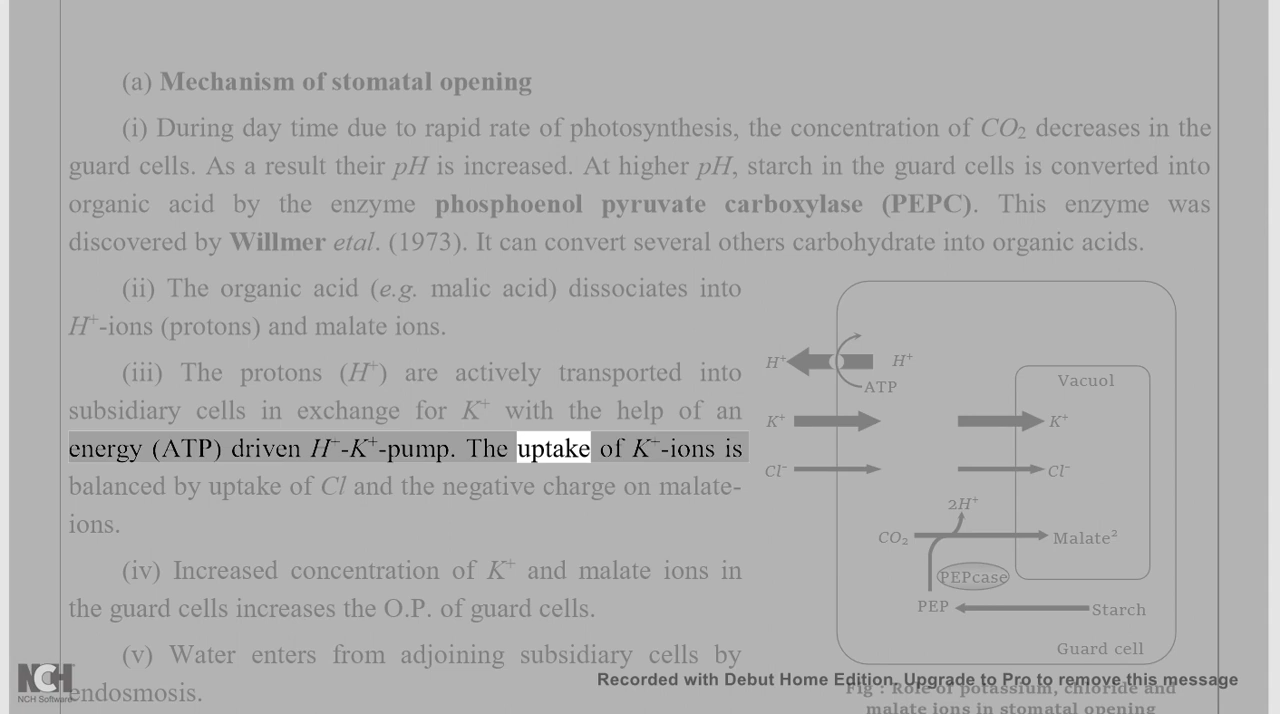 (a) Mechanism of stomatal opening
(i) During day time due to rapid rate of photosynthesis, the concentration of CO₂ decreases in the
guard cells. As a result their pH is increased. At higher pH, starch in the guard cells is converted into
organic acid by the enzyme phosphoenol pyruvate carboxylase (PEPC). This enzyme was
discovered by Willmer etal. (1973). It can convert several others carbohydrate into organic acids.
(ii) The organic acid (e.g. malic acid) dissociates into
H⁺-ions (protons) and malate ions.
(iii) The protons (H⁺) are actively transported into
subsidiary cells in exchange for K⁺ with the help of an
energy (ATP) driven H⁺-K⁺-pump. The uptake of K⁺-ions is
balanced by uptake of Cl and the negative charge on malate-
ions.
(iv) Increased concentration of K⁺ and malate ions in
the guard cells increases the O.P. of guard cells.
(v) Water enters from adjoining subsidiary cells by
endosmosis.
H⁺ H⁺
ATP
Vacuol
K⁺ K⁺
Cl⁻ Cl⁻
2H⁺
CO₂ Malate²
PEPcase
PEP Starch
Guard cell
Fig : Role of potassium, chloride and
malate ions in stomatal opening
NCH
NCH Software
Recorded with Debut Home Edition. Upgrade to Pro to remove this message